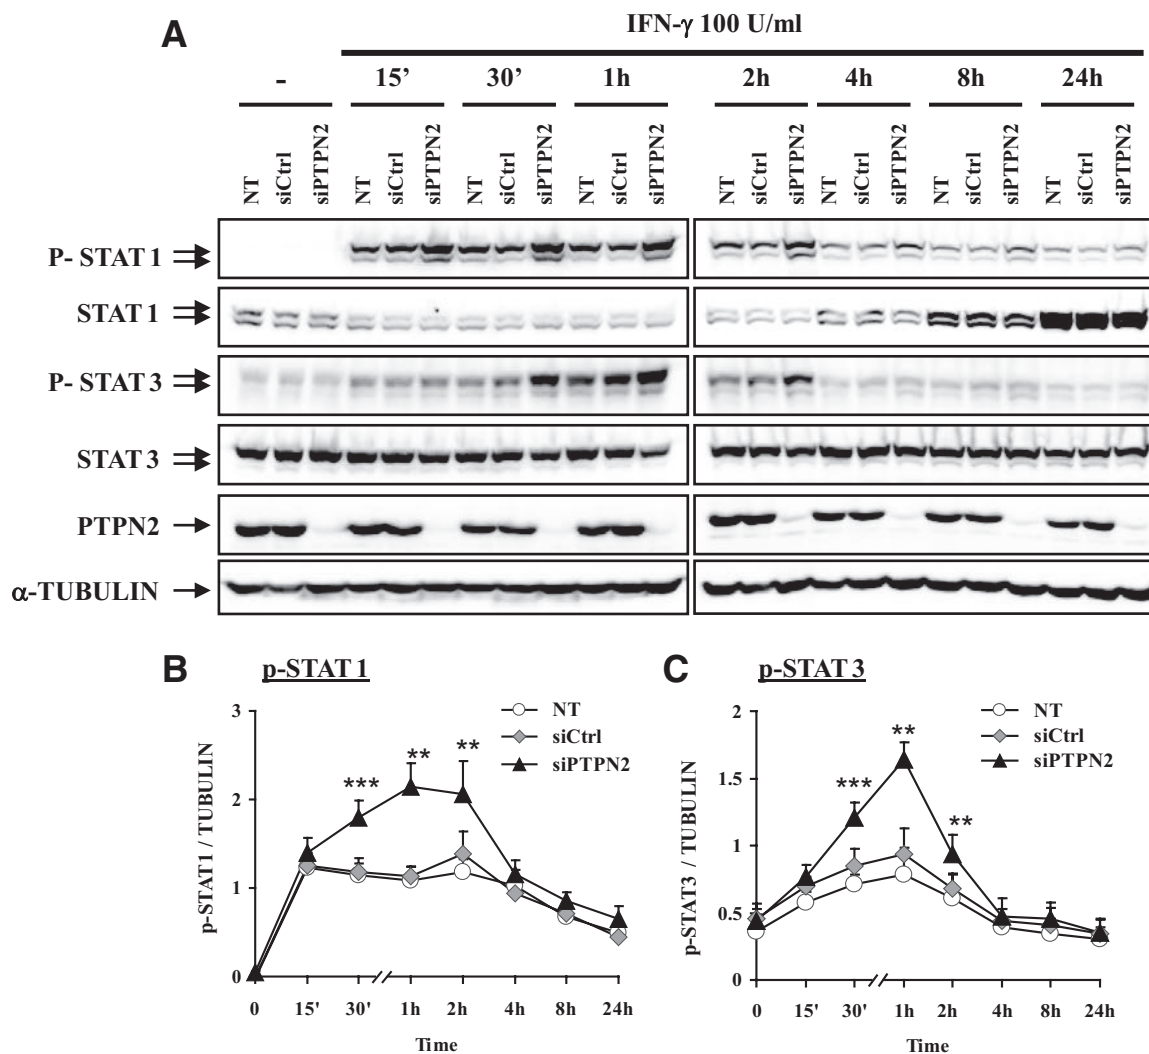 A
IFN-γ 100 U/ml
- 15’ 30’ 1h 2h 4h 8h 24h
NT siCtrl siPTPN2 NT siCtrl siPTPN2 NT siCtrl siPTPN2 NT siCtrl siPTPN2 NT siCtrl siPTPN2 NT siCtrl siPTPN2 NT siCtrl siPTPN2 NT siCtrl siPTPN2
P- STAT 1
STAT 1
P- STAT 3
STAT 3
PTPN2
α-TUBULIN
B p-STAT 1
NT
siCtrl
siPTPN2
p-STAT1 / TUBULIN
3
2
1
0
*** ** **
0 15' 30' 1h 2h 4h 8h 24h
Time
C p-STAT 3
NT
siCtrl
siPTPN2
p-STAT3 / TUBULIN
2
1.5
1
0.5
0
*** ** **
0 15' 30' 1h 2h 4h 8h 24h
Time